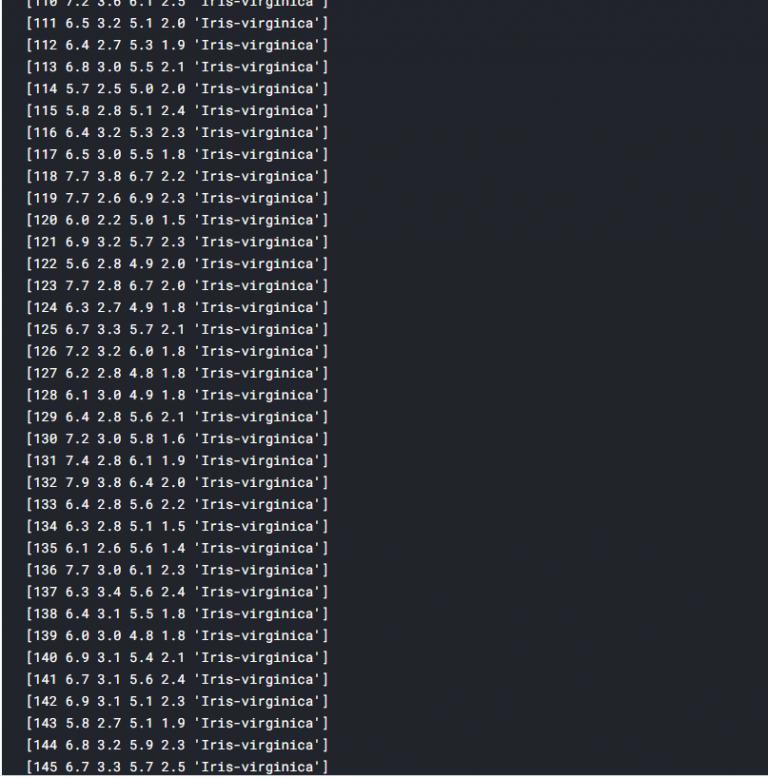 [110 7.2 3.6 6.1 2.5 'Iris-virginica']
[111 6.5 3.2 5.1 2.0 'Iris-virginica']
[112 6.4 2.7 5.3 1.9 'Iris-virginica']
[113 6.8 3.0 5.5 2.1 'Iris-virginica']
[114 5.7 2.5 5.0 2.0 'Iris-virginica']
[115 5.8 2.8 5.1 2.4 'Iris-virginica']
[116 6.4 3.2 5.3 2.3 'Iris-virginica']
[117 6.5 3.0 5.5 1.8 'Iris-virginica']
[118 7.7 3.8 6.7 2.2 'Iris-virginica']
[119 7.7 2.6 6.9 2.3 'Iris-virginica']
[120 6.0 2.2 5.0 1.5 'Iris-virginica']
[121 6.9 3.2 5.7 2.3 'Iris-virginica']
[122 5.6 2.8 4.9 2.0 'Iris-virginica']
[123 7.7 2.8 6.7 2.0 'Iris-virginica']
[124 6.3 2.7 4.9 1.8 'Iris-virginica']
[125 6.7 3.3 5.7 2.1 'Iris-virginica']
[126 7.2 3.2 6.0 1.8 'Iris-virginica']
[127 6.2 2.8 4.8 1.8 'Iris-virginica']
[128 6.1 3.0 4.9 1.8 'Iris-virginica']
[129 6.4 2.8 5.6 2.1 'Iris-virginica']
[130 7.2 3.0 5.8 1.6 'Iris-virginica']
[131 7.4 2.8 6.1 1.9 'Iris-virginica']
[132 7.9 3.8 6.4 2.0 'Iris-virginica']
[133 6.4 2.8 5.6 2.2 'Iris-virginica']
[134 6.3 2.8 5.1 1.5 'Iris-virginica']
[135 6.1 2.6 5.6 1.4 'Iris-virginica']
[136 7.7 3.0 6.1 2.3 'Iris-virginica']
[137 6.3 3.4 5.6 2.4 'Iris-virginica']
[138 6.4 3.1 5.5 1.8 'Iris-virginica']
[139 6.0 3.0 4.8 1.8 'Iris-virginica']
[140 6.9 3.1 5.4 2.1 'Iris-virginica']
[141 6.7 3.1 5.6 2.4 'Iris-virginica']
[142 6.9 3.1 5.1 2.3 'Iris-virginica']
[143 5.8 2.7 5.1 1.9 'Iris-virginica']
[144 6.8 3.2 5.9 2.3 'Iris-virginica']
[145 6.7 3.3 5.7 2.5 'Iris-virginica']